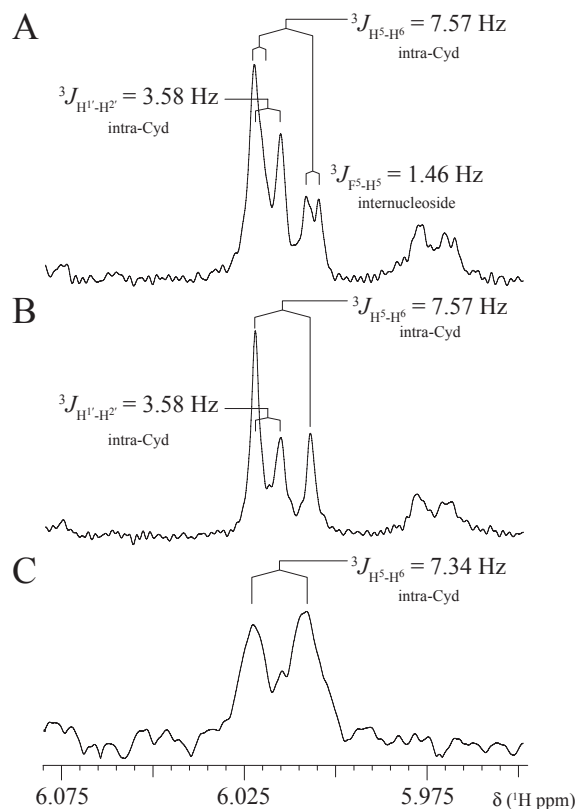 A
³J_H⁵-H⁶ = 7.57 Hz
intra-Cyd
³J_H¹'-H²' = 3.58 Hz
intra-Cyd
³J_F⁵-H⁵ = 1.46 Hz
internucleoside
B
³J_H⁵-H⁶ = 7.57 Hz
intra-Cyd
³J_H¹'-H²' = 3.58 Hz
intra-Cyd
C
³J_H⁵-H⁶ = 7.34 Hz
intra-Cyd
6.075 6.025 5.975 δ (¹H ppm)